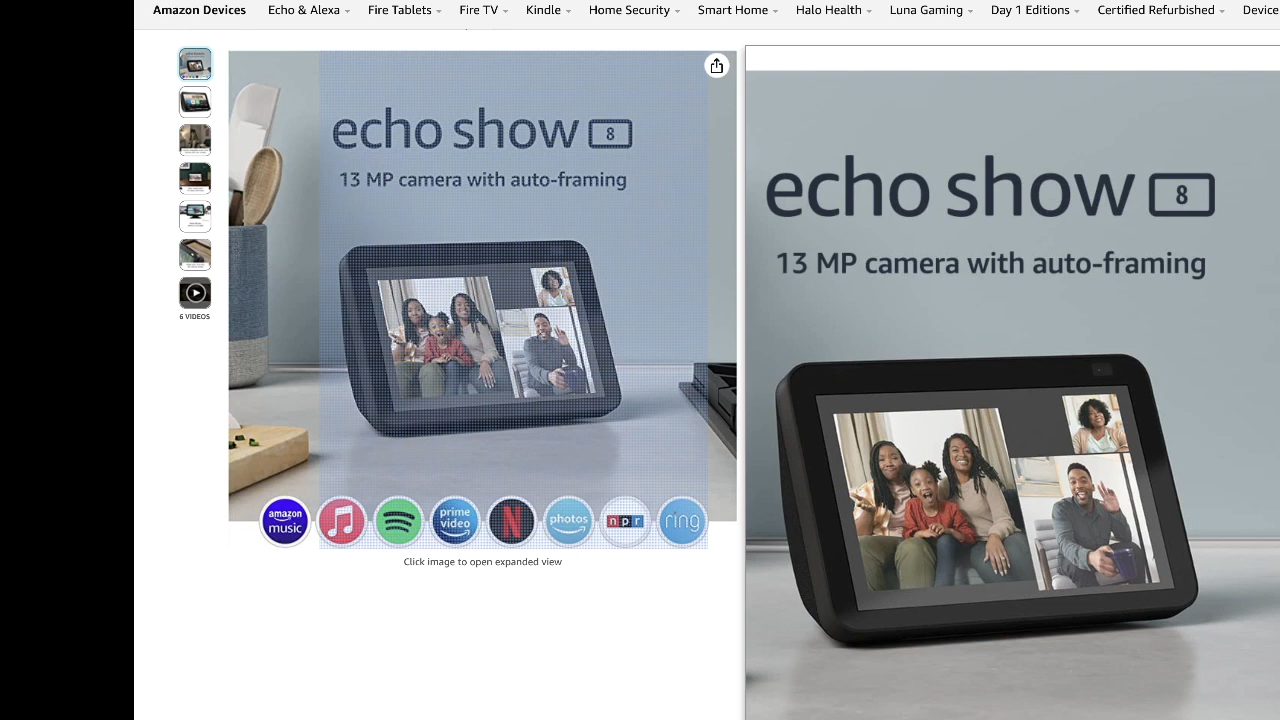 Amazon Devices Echo & Alexa Fire Tablets Fire TV Kindle Home Security Smart Home Halo Health Luna Gaming Day 1 Editions Certified Refurbished Device
echo show 8
13 MP camera with auto-framing
6 VIDEOS
amazon music
prime video
N
photos
npr
ring
Click image to open expanded view
echo show 8
13 MP camera with auto-framing